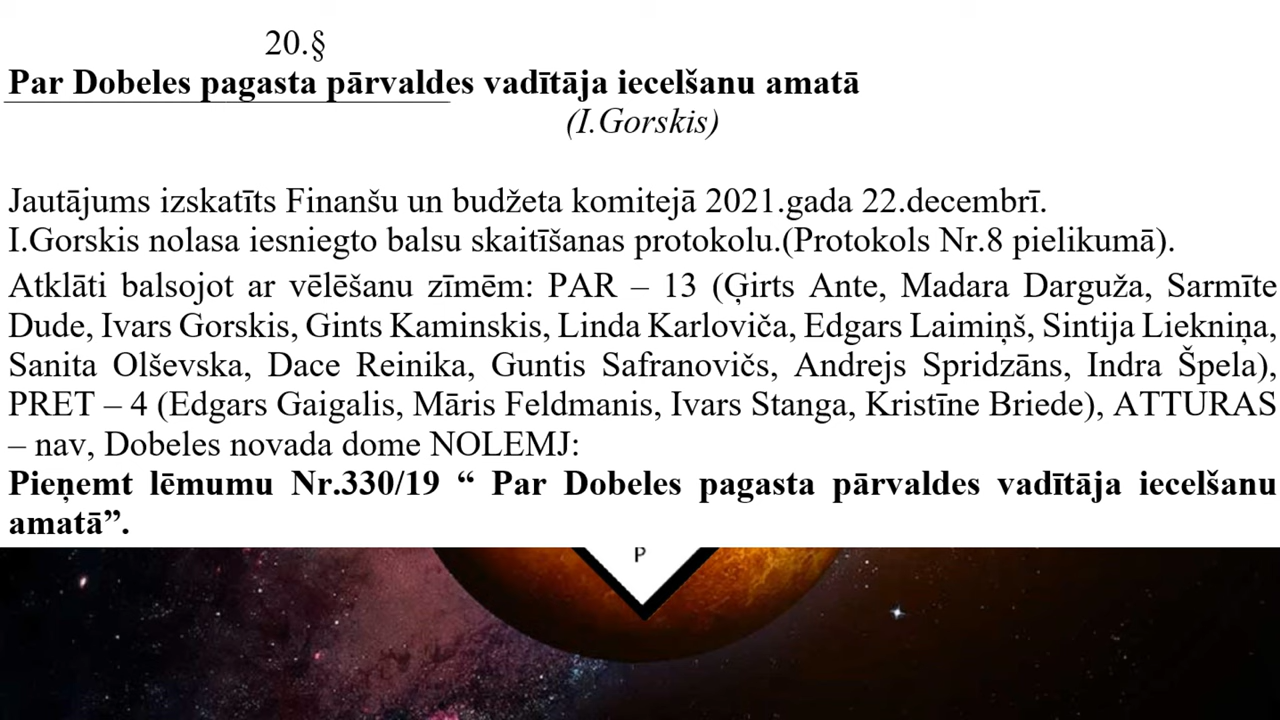 20.§
Par Dobeles pagasta pārvaldes vadītāja iecelšanu amatā
(I.Gorskis)
Jautājums izskatīts Finanšu un budžeta komitejā 2021.gada 22.decembrī.
I.Gorskis nolasa iesniegto balsu skaitīšanas protokolu.(Protokols Nr.8 pielikumā).
Atklāti balsojot ar vēlēšanu zīmēm: PAR – 13 (Ģirts Ante, Madara Darguža, Sarmīte
Dude, Ivars Gorskis, Gints Kaminskis, Linda Karloviča, Edgars Laimiņš, Sintija Liekniņa,
Sanita Olševska, Dace Reinika, Guntis Safranovičs, Andrejs Spridzāns, Indra Špela),
PRET – 4 (Edgars Gaigalis, Māris Feldmanis, Ivars Stanga, Kristīne Briede), ATTURAS
– nav, Dobeles novada dome NOLEMJ:
Pieņemt lēmumu Nr.330/19 “ Par Dobeles pagasta pārvaldes vadītāja iecelšanu
amatā”.
P